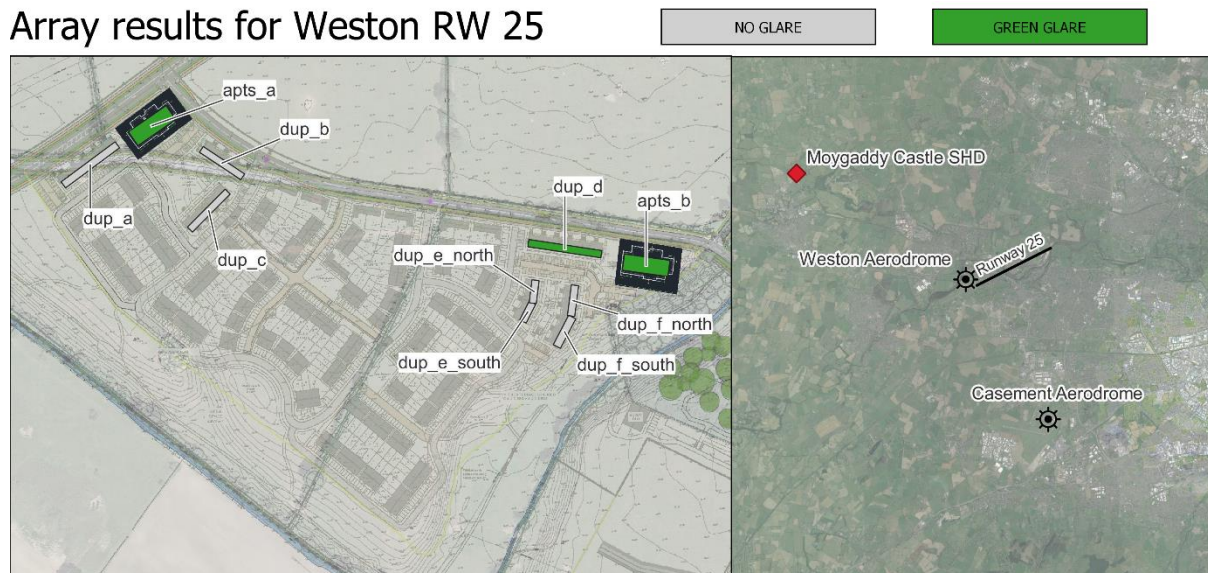 Array results for Weston RW 25
NO GLARE
GREEN GLARE
apts_a
dup_b
dup_a
dup_c
dup_d
apts_b
dup_e_north
dup_f_north
dup_e_south
dup_f_south
Moygaddy Castle SHD
Weston Aerodrome
Runway 25
Casement Aerodrome